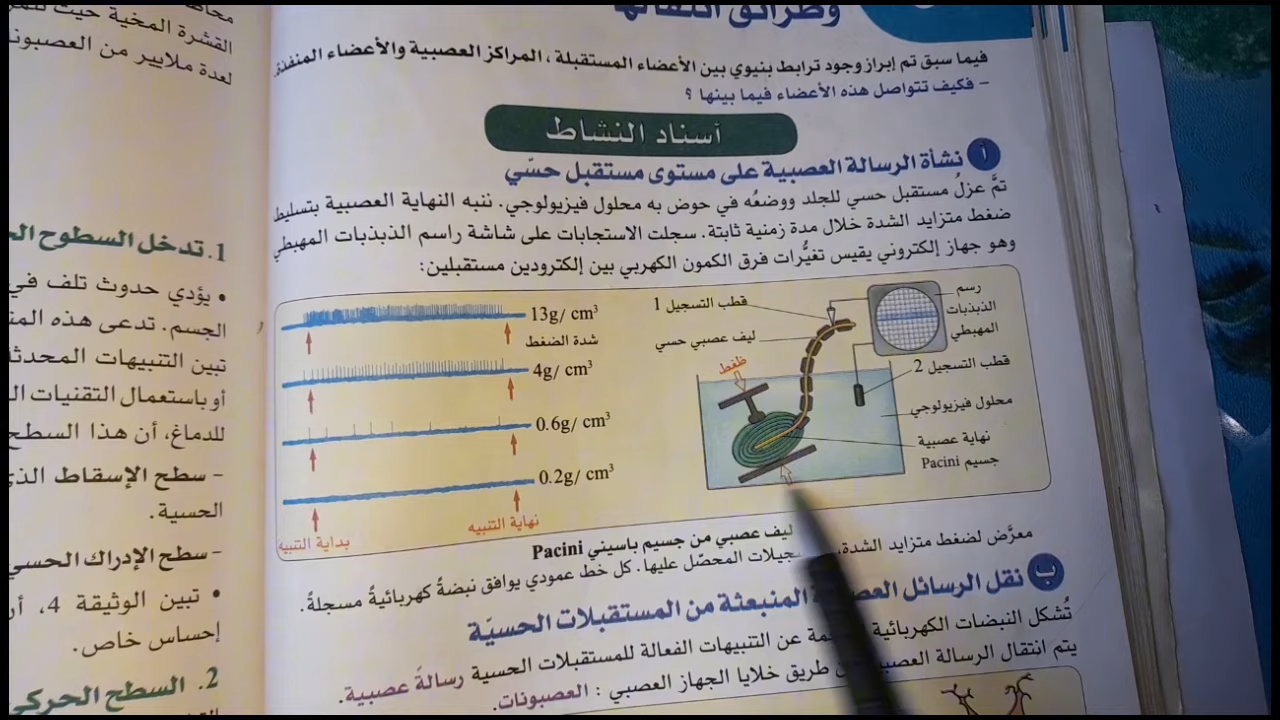 وطرائق انتقالها
فيما سبق تم إبراز وجود ترابط بنيوي بين الأعضاء المستقبلة ، المراكز العصبية والأعضاء المنفذة.
– فكيف تتواصل هذه الأعضاء فيما بينها ؟
أسناد النشاط
أ نشأة الرسالة العصبية على مستوى مستقبل حسّي
تمَّ عزلُ مستقبل حسي للجلد ووضعُه في حوض به محلول فيزيولوجي. ننبه النهاية العصبية بتسليط
ضغط متزايد الشدة خلال مدة زمنية ثابتة. سجلت الاستجابات على شاشة راسم الذبذبات المهبطي
وهو جهاز إلكتروني يقيس تغيُّرات فرق الكمون الكهربي بين إلكترودين مستقبلين:
رسم
الذبذبات
المهبطي
قطب التسجيل 1
ليف عصبي حسي
ضغط
قطب التسجيل 2
محلول فيزيولوجي
نهاية عصبية
جسيم Pacini
13g/ cm³
شدة الضغط
4g/ cm³
0.6g/ cm³
0.2g/ cm³
نهاية التنبيه
بداية التنبيه
ليف عصبي من جسيم باسيني Pacini
معرَّض لضغط متزايد الشدة، المحصّل عليها. كل خط عمودي يوافق نبضةً كهربائيةً مسجلةً.
ب نقل الرسائل المنبعثة من المستقبلات الحسيّة
تُشكل النبضات الكهربائية عن التنبيهات الفعالة للمستقبلات الحسية رسالةَ عصبية.
يتم انتقال الرسالة طريق خلايا الجهاز العصبي : العصبونات.
القشرة المخية حيث
لعدة ملايير من
1. تدخل السطوح
• يؤدي حدوث تلف في
الجسم. تدعى هذه
تبين التنبيهات
أو باستعمال التقنيات
للدماغ، أن هذا السطح
– سطح الإسقاط
الحسية.
– سطح الإدراك
• تبين الوثيقة 4،
إحساس خاص.
2. السطح